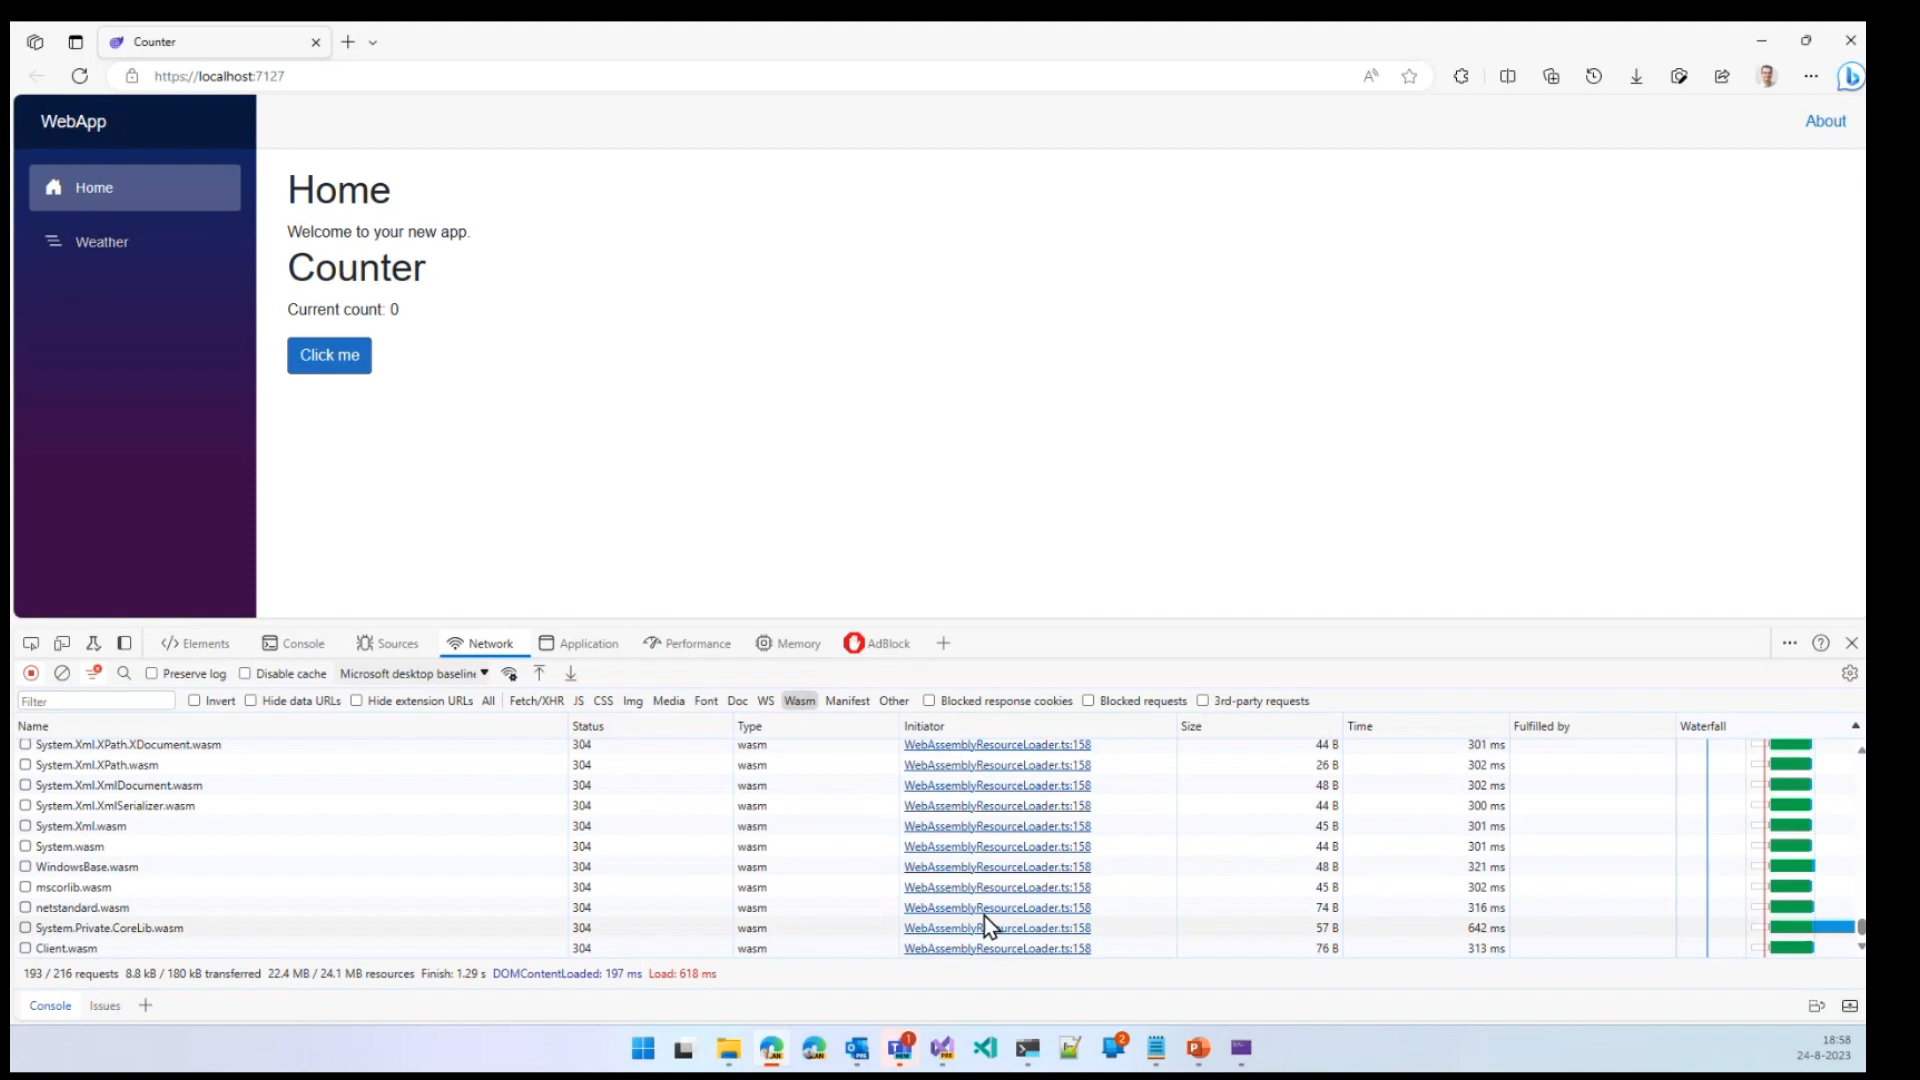 Counter
https://localhost:7127
WebApp
About
Home
Weather
Home
Welcome to your new app.
Counter
Current count: 0
Click me
Elements Console Sources Network Application Performance Memory AdBlock
Preserve log Disable cache Microsoft desktop baseline
Filter Invert Hide data URLs Hide extension URLs All Fetch/XHR JS CSS Img Media Font Doc WS Wasm Manifest Other Blocked response cookies Blocked requests 3rd-party requests
Name Status Type Initiator Size Time Fulfilled by Waterfall
System.Xml.XPath.XDocument.wasm 304 wasm WebAssemblyResourceLoader.ts:158 44 B 301 ms
System.Xml.XPath.wasm 304 wasm WebAssemblyResourceLoader.ts:158 26 B 302 ms
System.Xml.XmlDocument.wasm 304 wasm WebAssemblyResourceLoader.ts:158 48 B 302 ms
System.Xml.XmlSerializer.wasm 304 wasm WebAssemblyResourceLoader.ts:158 44 B 300 ms
System.Xml.wasm 304 wasm WebAssemblyResourceLoader.ts:158 45 B 301 ms
System.wasm 304 wasm WebAssemblyResourceLoader.ts:158 44 B 301 ms
WindowsBase.wasm 304 wasm WebAssemblyResourceLoader.ts:158 48 B 321 ms
mscorlib.wasm 304 wasm WebAssemblyResourceLoader.ts:158 45 B 302 ms
netstandard.wasm 304 wasm WebAssemblyResourceLoader.ts:158 74 B 316 ms
System.Private.CoreLib.wasm 304 wasm WebAssemblyResourceLoader.ts:158 57 B 642 ms
Client.wasm 304 wasm WebAssemblyResourceLoader.ts:158 76 B 313 ms
193 / 216 requests 8.8 kB / 180 kB transferred 22.4 MB / 24.1 MB resources Finish: 1.29 s DOMContentLoaded: 197 ms Load: 618 ms
Console Issues
18:58
24-8-2023